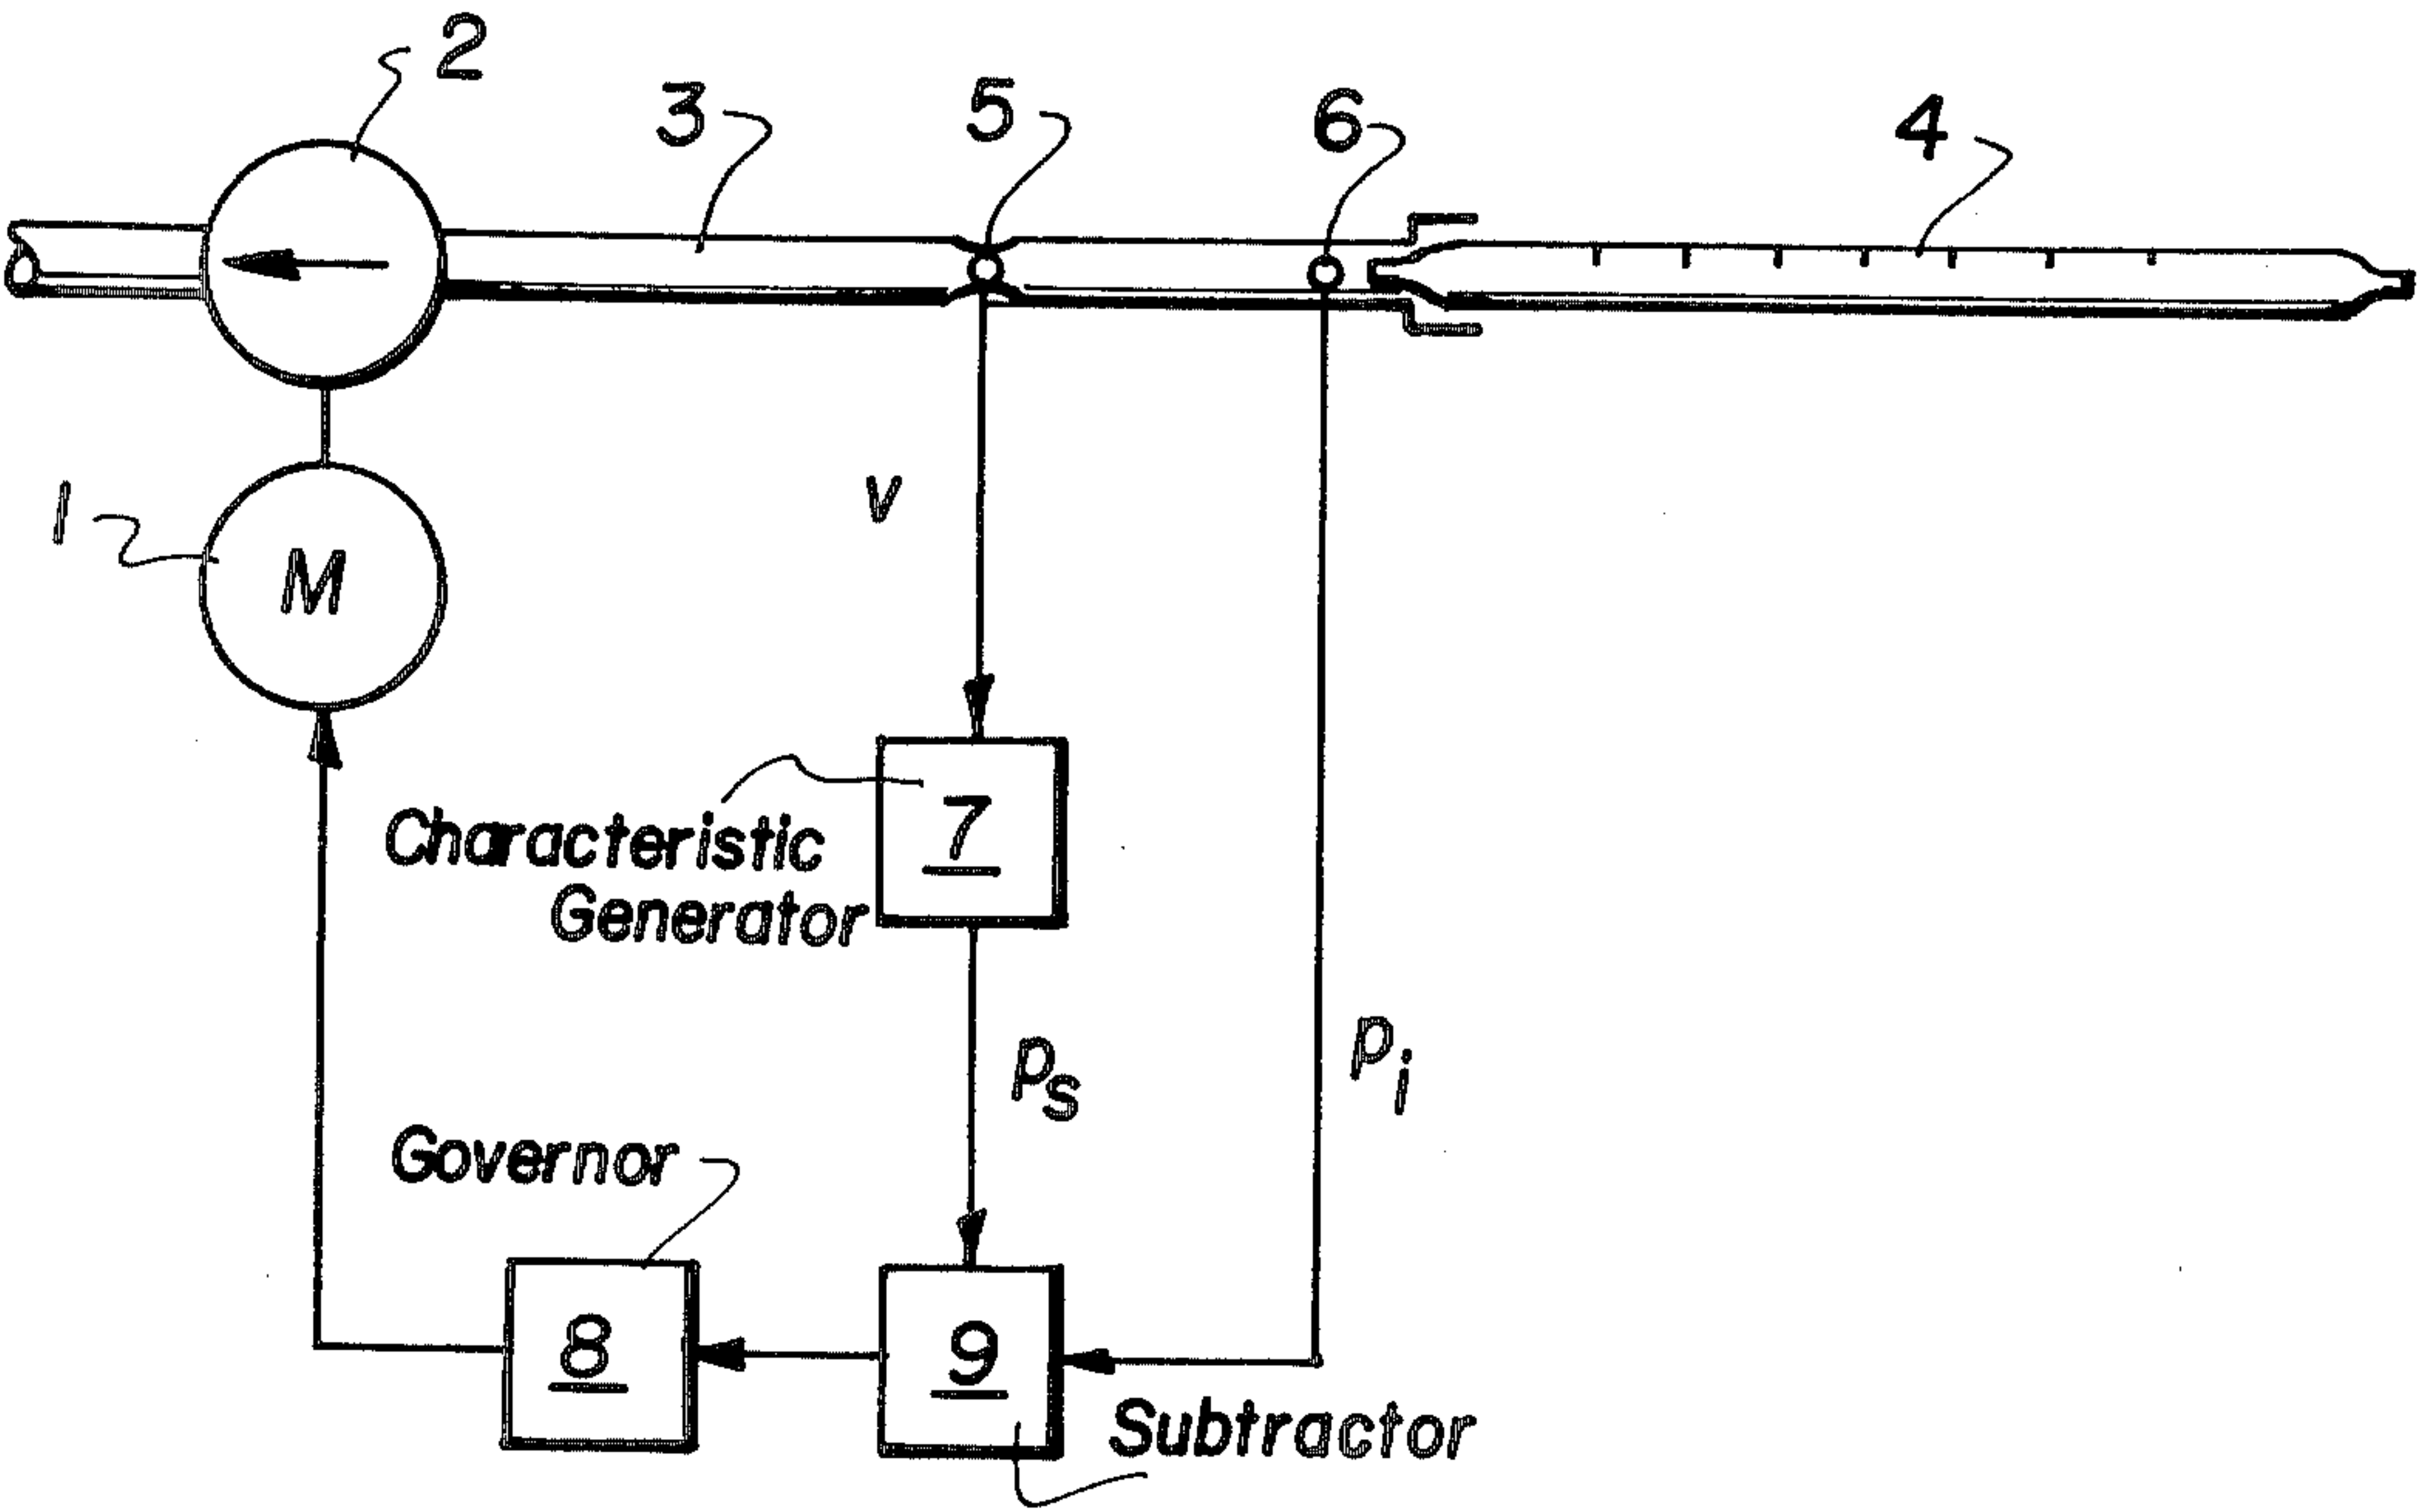 2
3
5
6
4
1
M
v
7
Characteristic
Generator
ps
pi
Governor
8
9
Subtractor